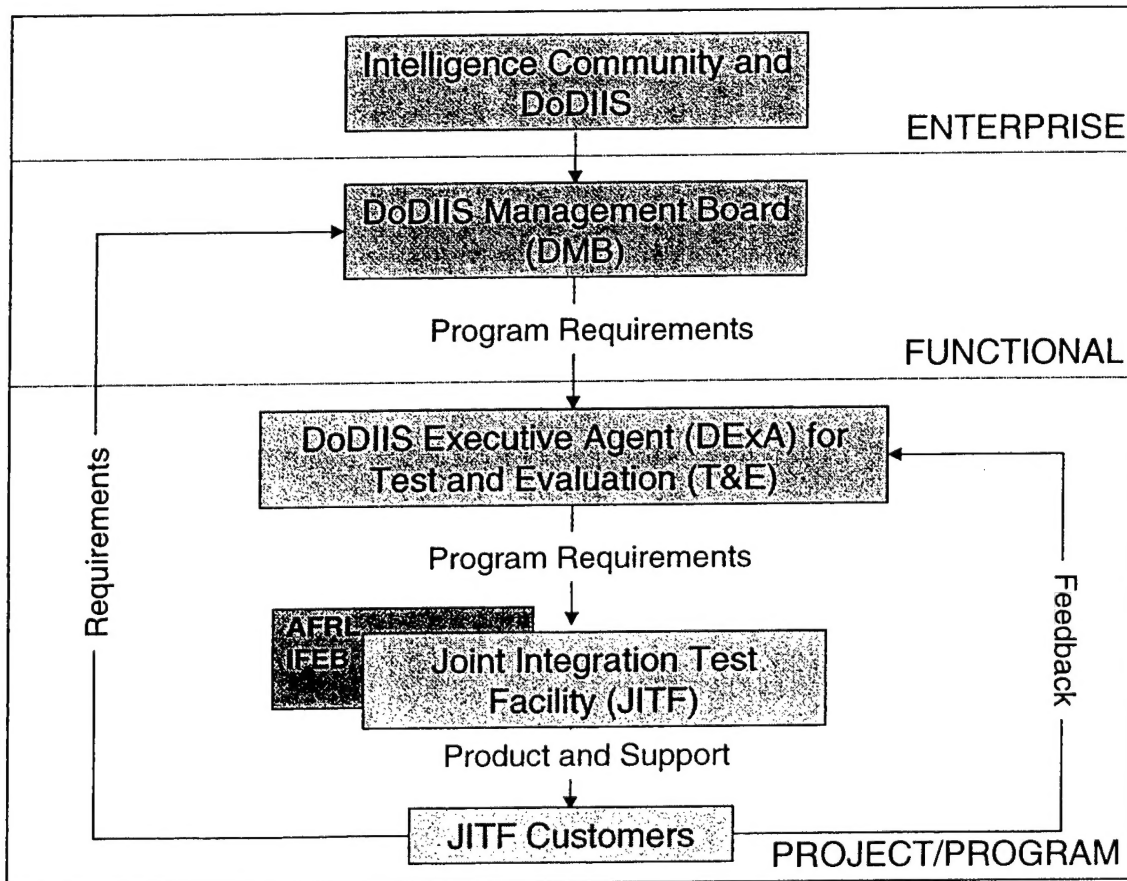 Intelligence Community and
DoDIIS
ENTERPRISE
DoDIIS Management Board
(DMB)
Program Requirements
FUNCTIONAL
DoDIIS Executive Agent (DExA) for
Test and Evaluation (T&E)
Requirements
Program Requirements
Feedback
AFRL
IFEB
Joint Integration Test
Facility (JITF)
Product and Support
JITF Customers
PROJECT/PROGRAM